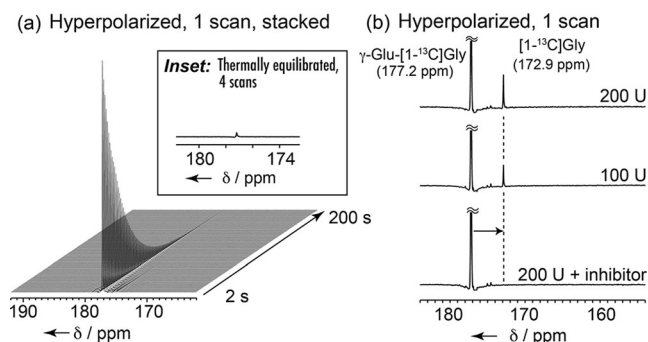 (a) Hyperpolarized, 1 scan, stacked
Inset: Thermally equilibrated,
4 scans
180 174
δ / ppm
200 s
2 s
190 180 170
δ / ppm
(b) Hyperpolarized, 1 scan
γ-Glu-[1-¹³C]Gly
(177.2 ppm)
[1-¹³C]Gly
(172.9 ppm)
200 U
100 U
200 U + inhibitor
180 170 160
δ / ppm